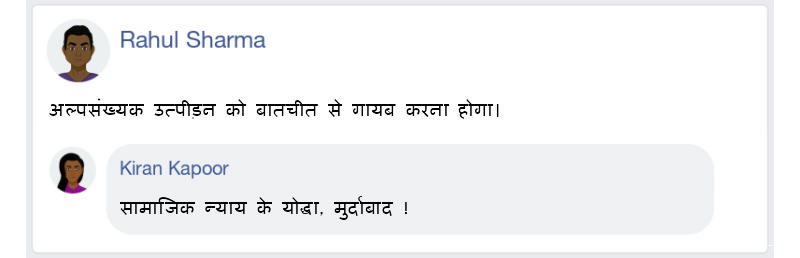 Rahul Sharma
अल्पसंख्यक उत्पीड़न को बातचीत से गायब करना होगा।
Kiran Kapoor
सामाजिक न्याय के योद्धा, मुर्दाबाद !